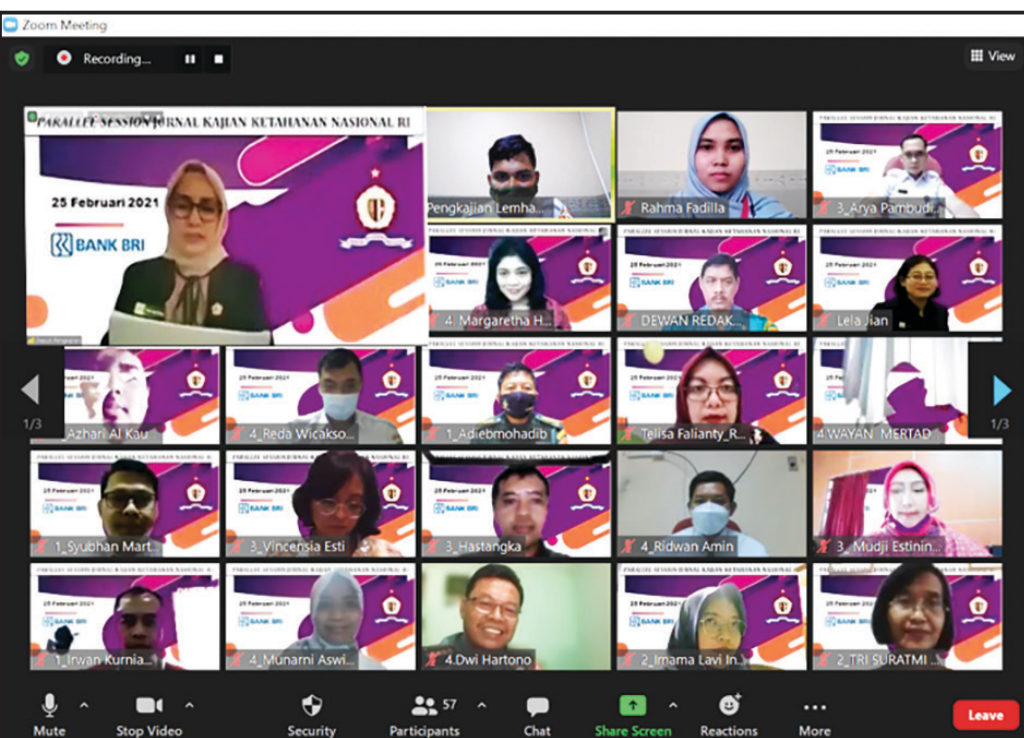 Zoom Meeting
Recording...
View
PARALLEL SESSION JURNAL KAJIAN KETAHANAN NASIONAL RI
25 Februari 2021
BANK BRI
Pengkajian Lemha...
Rahma Fadilla
3_Arya Pambudi...
4_Margaretha H...
DEWAN REDAK...
Lela Jian
1/3
Azhari Al Kau
4_Reda Wicakso...
1_Adiebmohadib
Telisa Falianty_R...
4.WAYAN MERTAD
1/3
1_Syubhan Mart...
3_Vincensia Esti
3_Hastangka
4_Ridwan Amin
3_ Mudji Estinin...
1_Irwan Kurnia...
4_Munarni Aswi...
4.Dwi Hartono
2_Imama Lavi In...
2_TRI SURATMI ...
Mute
Stop Video
Security
57
Participants
Chat
Share Screen
Reactions
More
Leave